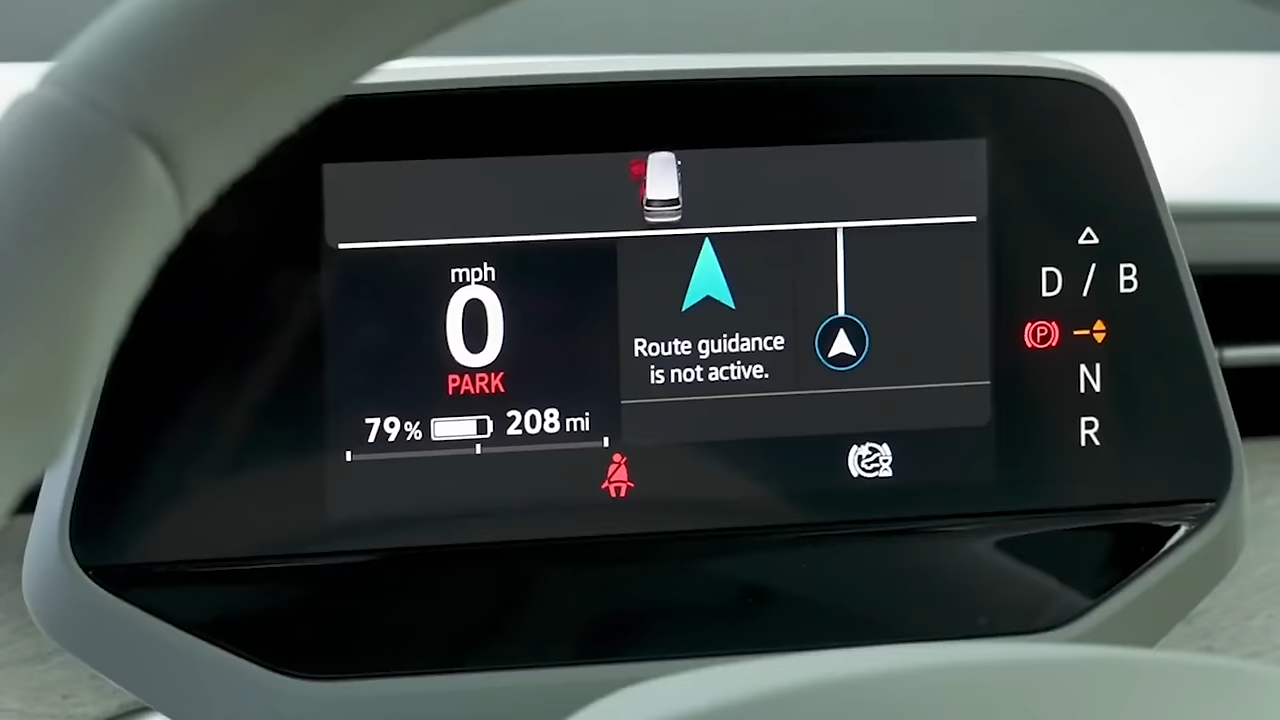 mph
0
PARK
79% 208 mi
Route guidance
is not active.
D / B
P
N
R